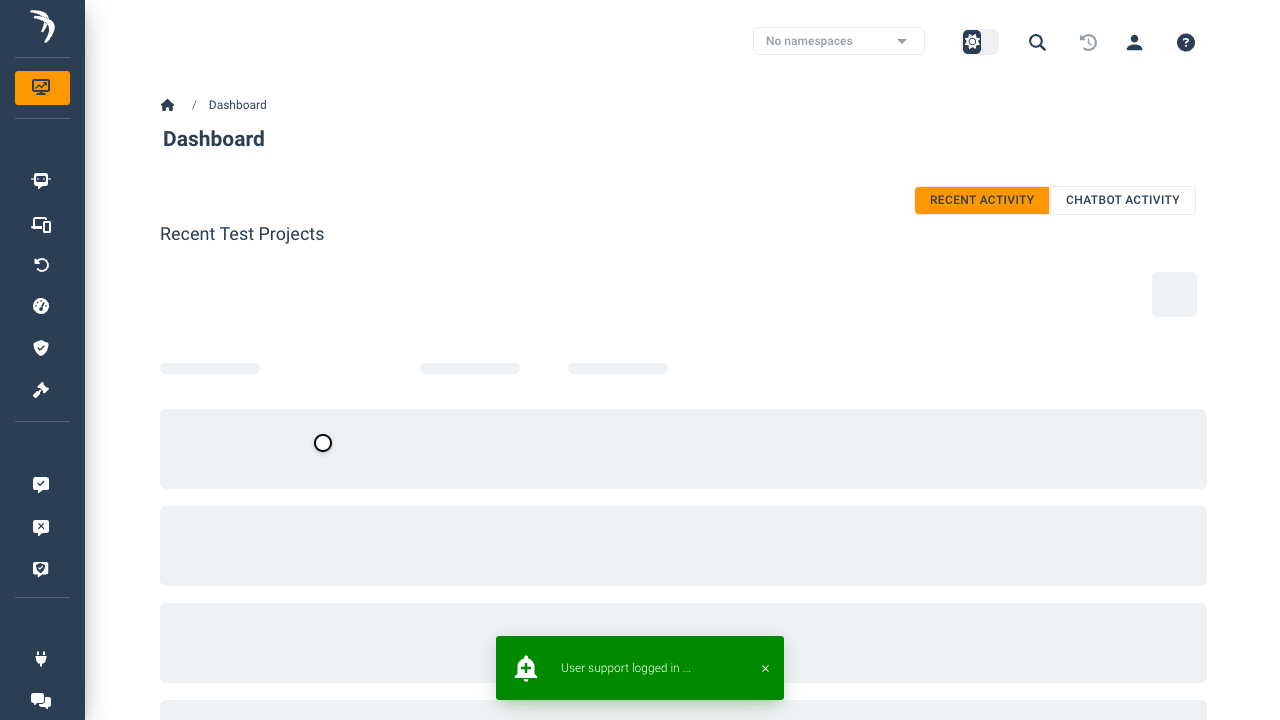 No namespaces
/ Dashboard
Dashboard
RECENT ACTIVITY
CHATBOT ACTIVITY
Recent Test Projects
User support logged in ...